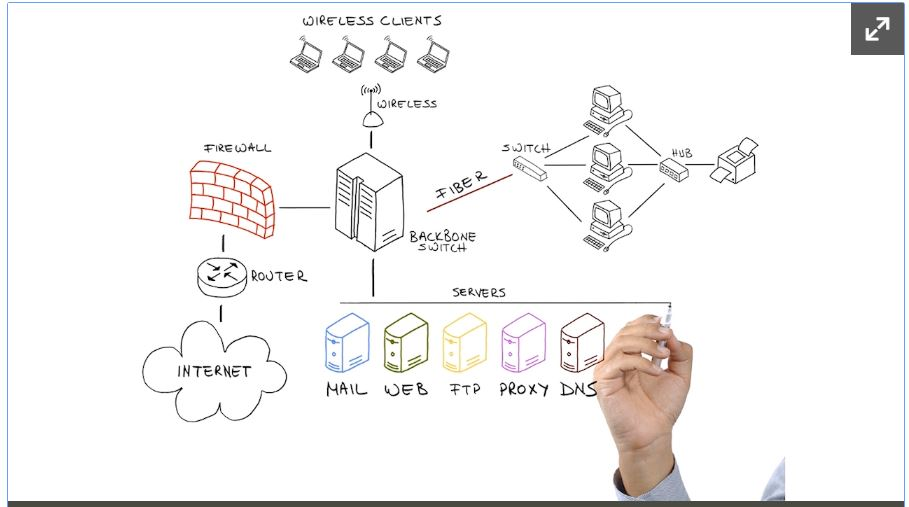 WIRELESS CLIENTS
WIRELESS
FIREWALL
SWITCH
HUB
FIBER
BACKBONE
SWITCH
ROUTER
SERVERS
INTERNET
MAIL WEB FTP PROXY DNS